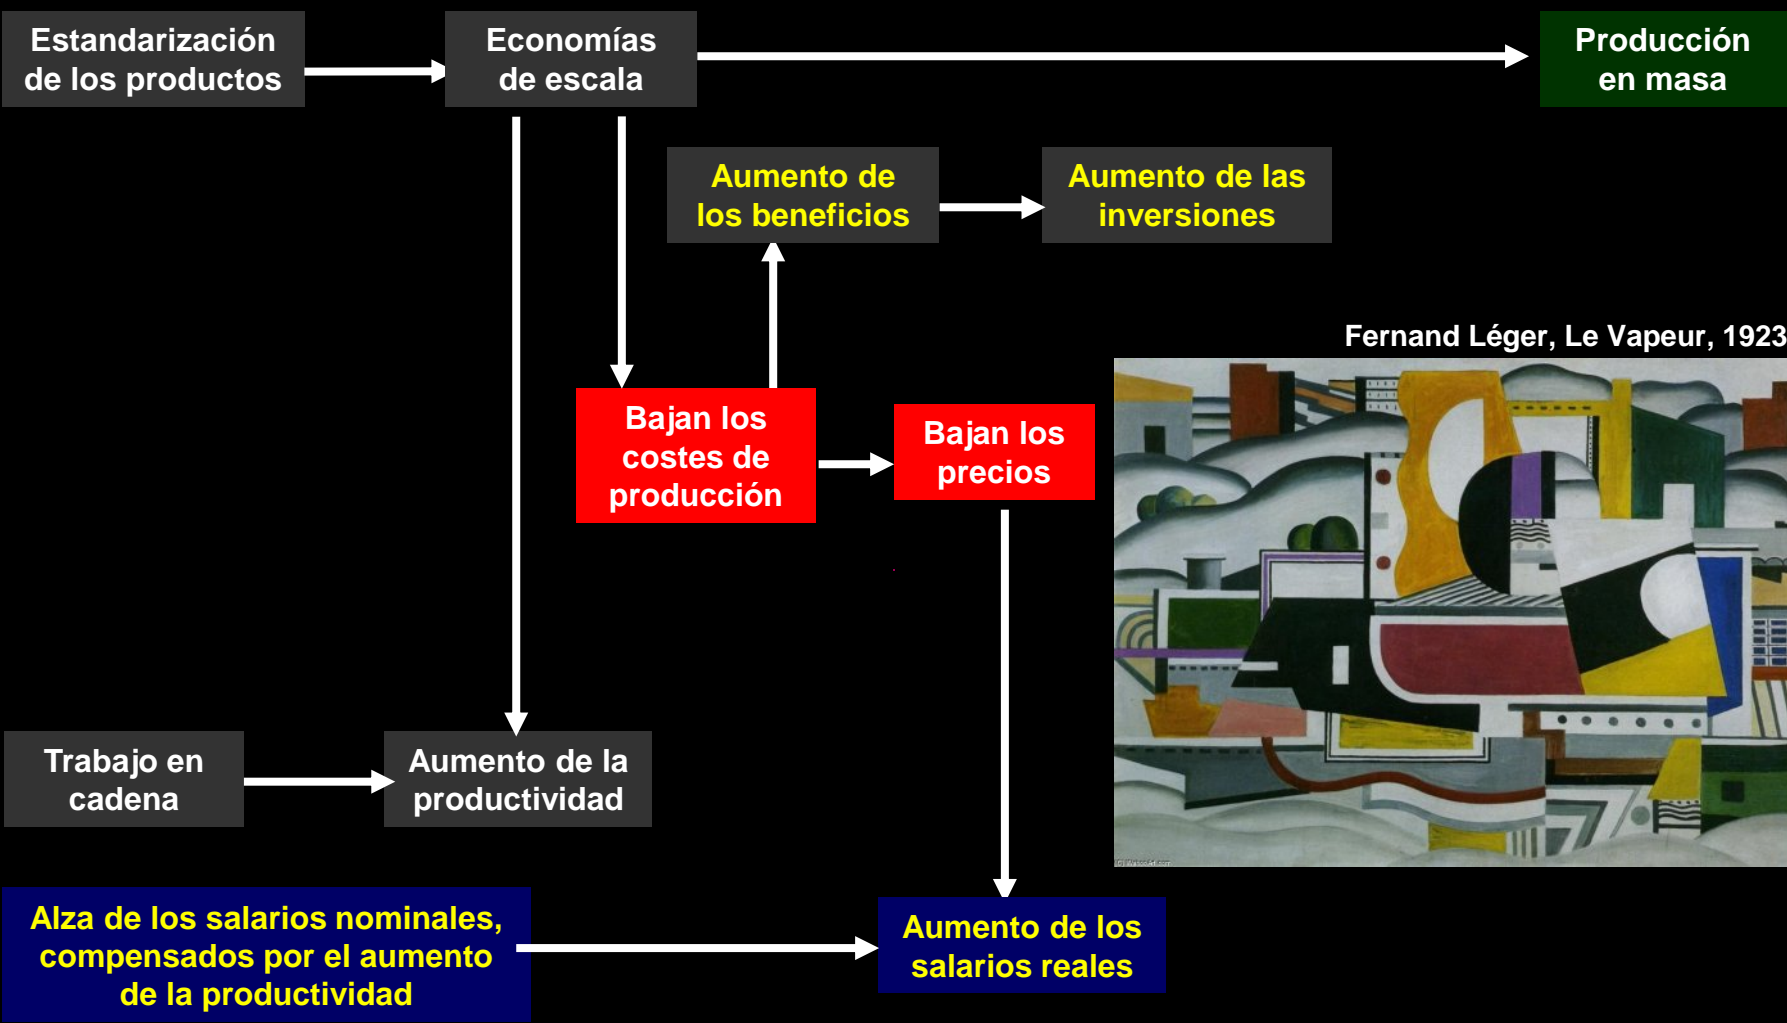 Estandarización
de los productos
Economías
de escala
Producción
en masa
Aumento de
los beneficios
Aumento de las
inversiones
Fernand Léger, Le Vapeur, 1923
Bajan los
costes de
producción
Bajan los
precios
Trabajo en
cadena
Aumento de la
productividad
Alza de los salarios nominales,
compensados por el aumento
de la productividad
Aumento de los
salarios reales